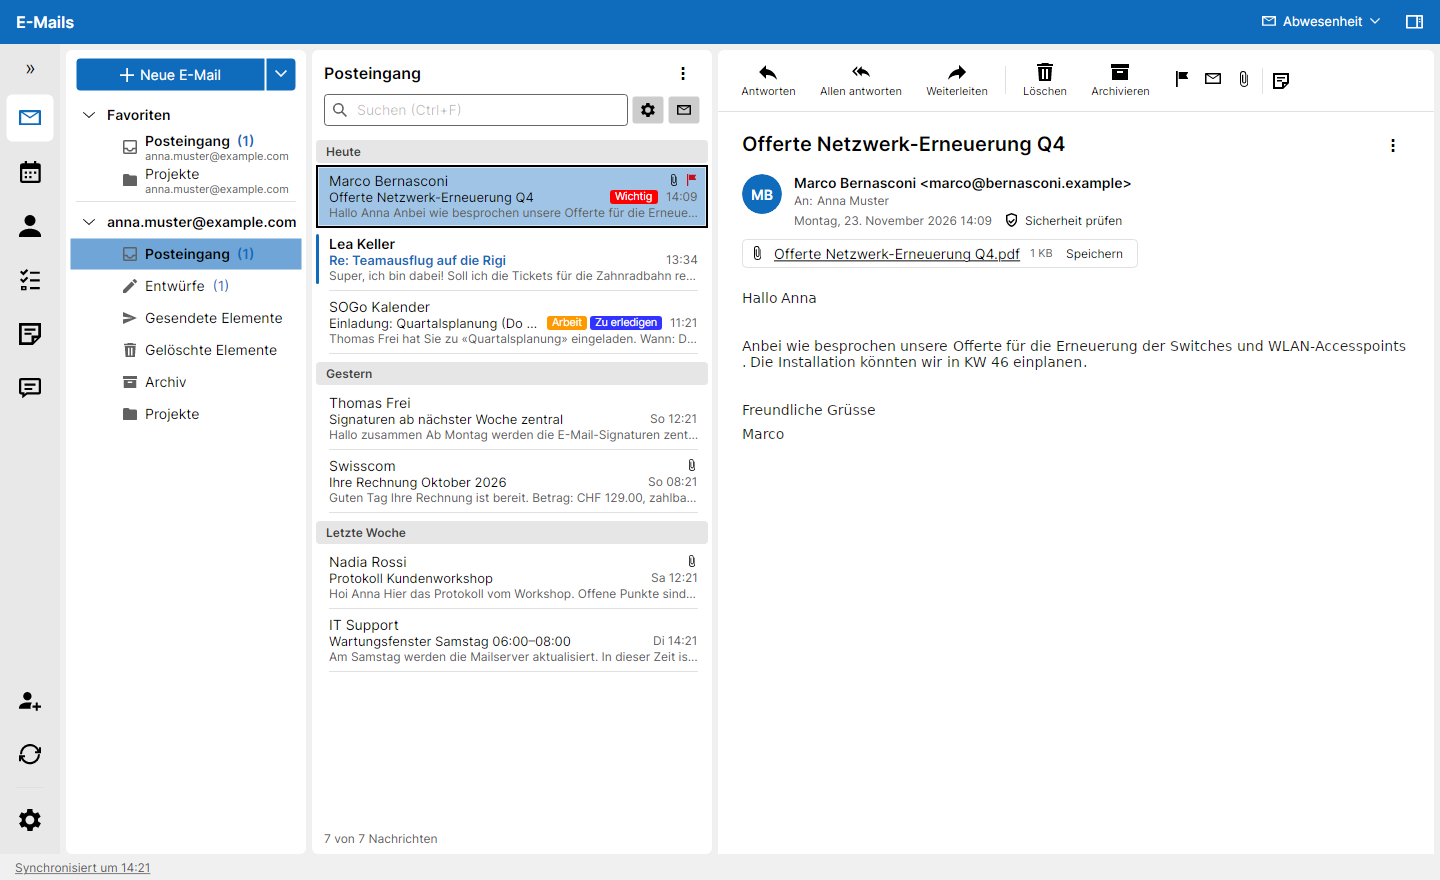 E-Mails
Abwesenheit
Neue E-Mail
Favoriten
Posteingang (1)
anna.muster@example.com
Projekte
anna.muster@example.com
anna.muster@example.com
Posteingang (1)
Entwürfe (1)
Gesendete Elemente
Gelöschte Elemente
Archiv
Projekte
Posteingang
Suchen (Ctrl+F)
Heute
Marco Bernasconi
Offerte Netzwerk-Erneuerung Q4 Wichtig 14:09
Hallo Anna Anbei wie besprochen unsere Offerte für die Erneue...
Lea Keller
Re: Teamausflug auf die Rigi 13:34
Super, ich bin dabei! Soll ich die Tickets für die Zahnradbahn re...
SOGo Kalender
Einladung: Quartalsplanung (Do ... Arbeit Zu erledigen 11:21
Thomas Frei hat Sie zu «Quartalsplanung» eingeladen. Wann: D...
Gestern
Thomas Frei
Signaturen ab nächster Woche zentral So 12:21
Hallo zusammen Ab Montag werden die E-Mail-Signaturen zent...
Swisscom
Ihre Rechnung Oktober 2026 So 08:21
Guten Tag Ihre Rechnung ist bereit. Betrag: CHF 129.00, zahlba...
Letzte Woche
Nadia Rossi
Protokoll Kundenworkshop Sa 12:21
Hoi Anna Hier das Protokoll vom Workshop. Offene Punkte sind...
IT Support
Wartungsfenster Samstag 06:00–08:00 Di 14:21
Am Samstag werden die Mailserver aktualisiert. In dieser Zeit is...
7 von 7 Nachrichten
Antworten Allen antworten Weiterleiten Löschen Archivieren
Offerte Netzwerk-Erneuerung Q4
MB
Marco Bernasconi <marco@bernasconi.example>
An: Anna Muster
Montag, 23. November 2026 14:09 Sicherheit prüfen
Offerte Netzwerk-Erneuerung Q4.pdf 1 KB Speichern
Hallo Anna
Anbei wie besprochen unsere Offerte für die Erneuerung der Switches und WLAN-Accesspoints
. Die Installation könnten wir in KW 46 einplanen.
Freundliche Grüsse
Marco
Synchronisiert um 14:21